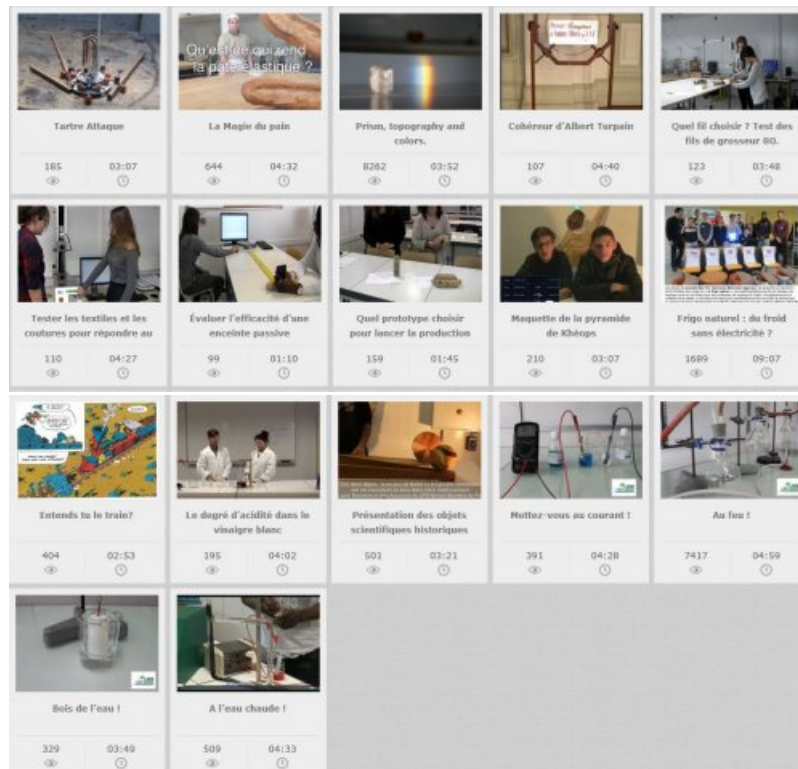 Qu'est ce qui rend
la pate élastique ?
Tartre Attaque
La Magie du pain
Prism, topography and
colors.
Cohéreur d'Albert Turpain
Quel fil choisir ? Test des
fils de grosseur 80.
185
03:07
644
04:32
8262
03:52
107
04:40
123
03:48
Tester les textiles et les
coutures pour répondre au
Évaluer l'efficacité d'une
enceinte passive
Quel prototype choisir
pour lancer la production
Maquette de la pyramide
de Khéops
Frigo naturel : du froid
sans électricité ?
110
04:27
99
01:10
159
01:45
210
03:07
1689
09:07
Entends tu le train?
Le degré d'acidité dans le
vinaigre blanc
Présentation des objets
scientifiques historiques
Mettez-vous au courant !
Au feu !
404
02:53
195
04:02
501
03:21
391
04:28
7417
04:59
Bois de l'eau !
A l'eau chaude !
329
03:49
509
04:33